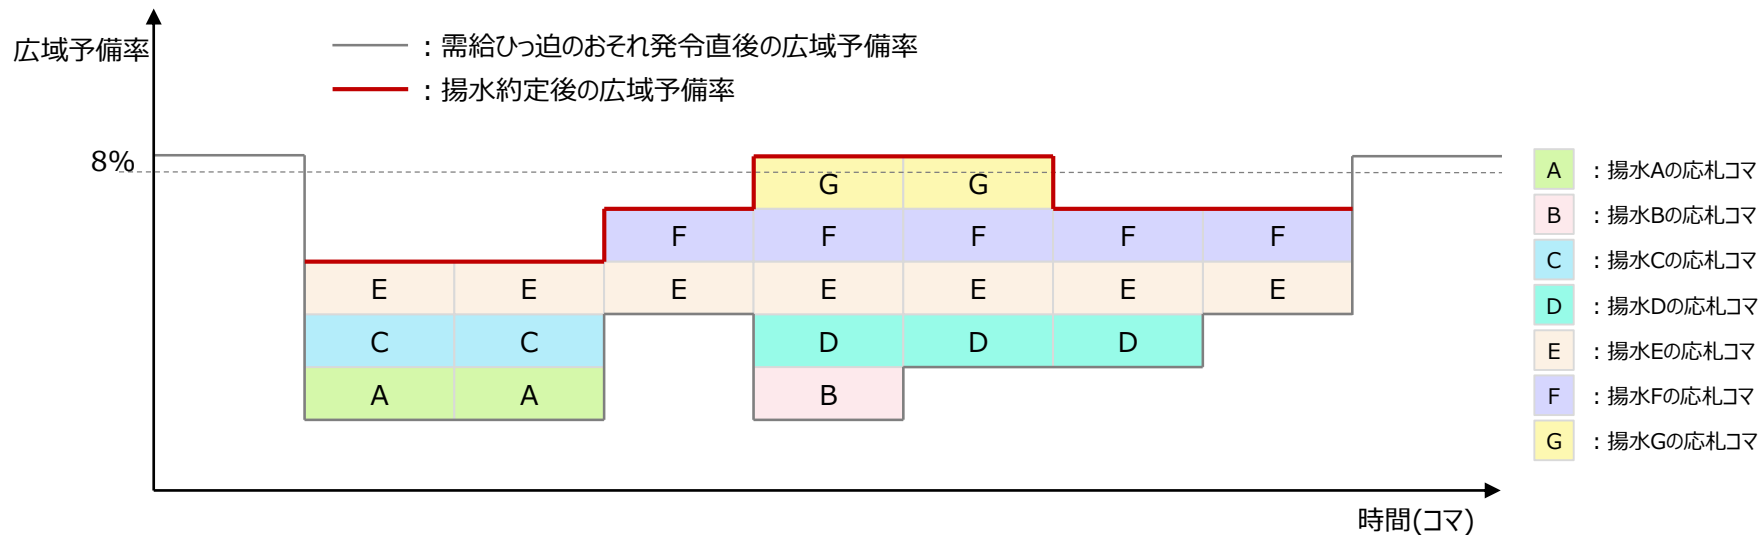 広域予備率
：需給ひっ迫のおそれ発令直後の広域予備率
：揚水約定後の広域予備率
8%
G G
F F F F F
E E E E E E E
C C D D D
A A B
時間(コマ)
A ：揚水Aの応札コマ
B ：揚水Bの応札コマ
C ：揚水Cの応札コマ
D ：揚水Dの応札コマ
E ：揚水Eの応札コマ
F ：揚水Fの応札コマ
G ：揚水Gの応札コマ